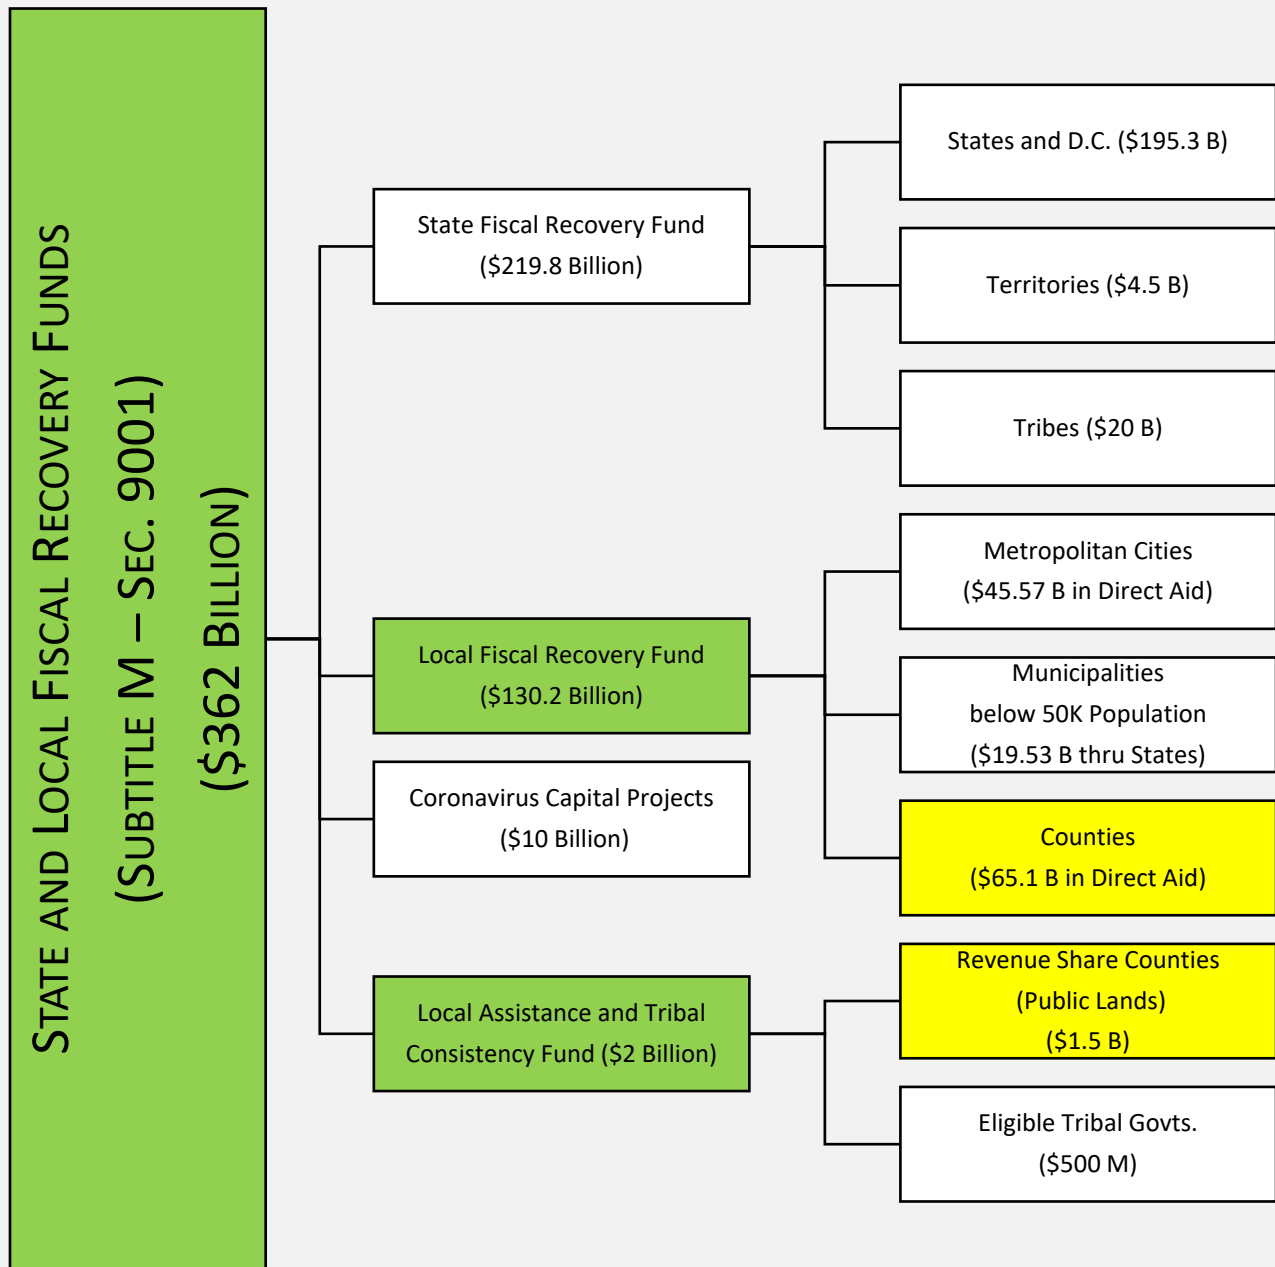 STATE AND LOCAL FISCAL RECOVERY FUNDS
(SUBTITLE M – SEC. 9001)
($362 BILLION)
State Fiscal Recovery Fund
($219.8 Billion)
States and D.C. ($195.3 B)
Territories ($4.5 B)
Tribes ($20 B)
Local Fiscal Recovery Fund
($130.2 Billion)
Metropolitan Cities
($45.57 B in Direct Aid)
Municipalities
below 50K Population
($19.53 B thru States)
Counties
($65.1 B in Direct Aid)
Coronavirus Capital Projects
($10 Billion)
Local Assistance and Tribal
Consistency Fund ($2 Billion)
Revenue Share Counties
(Public Lands)
($1.5 B)
Eligible Tribal Govts.
($500 M)